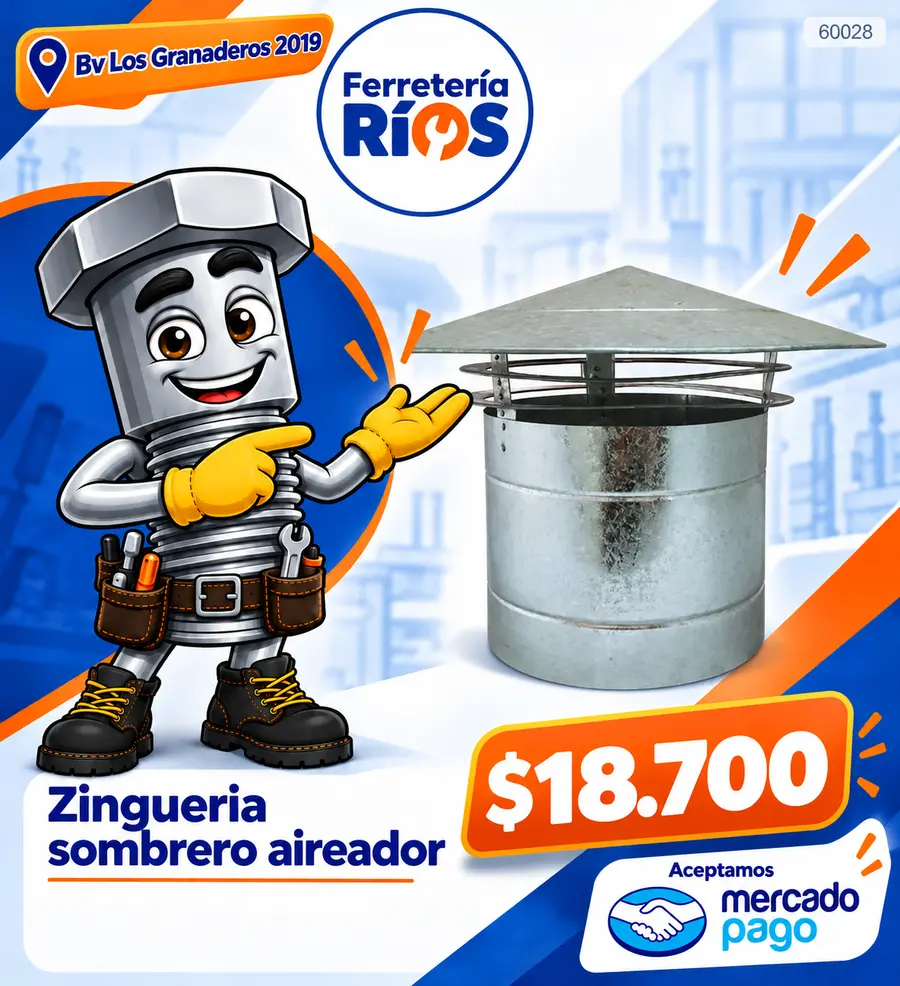 Bv Los Granaderos 2019
Ferretería
RÍOS
60028
Zingueria
sombrero aireador
$18.700
Aceptamos
mercado
pago